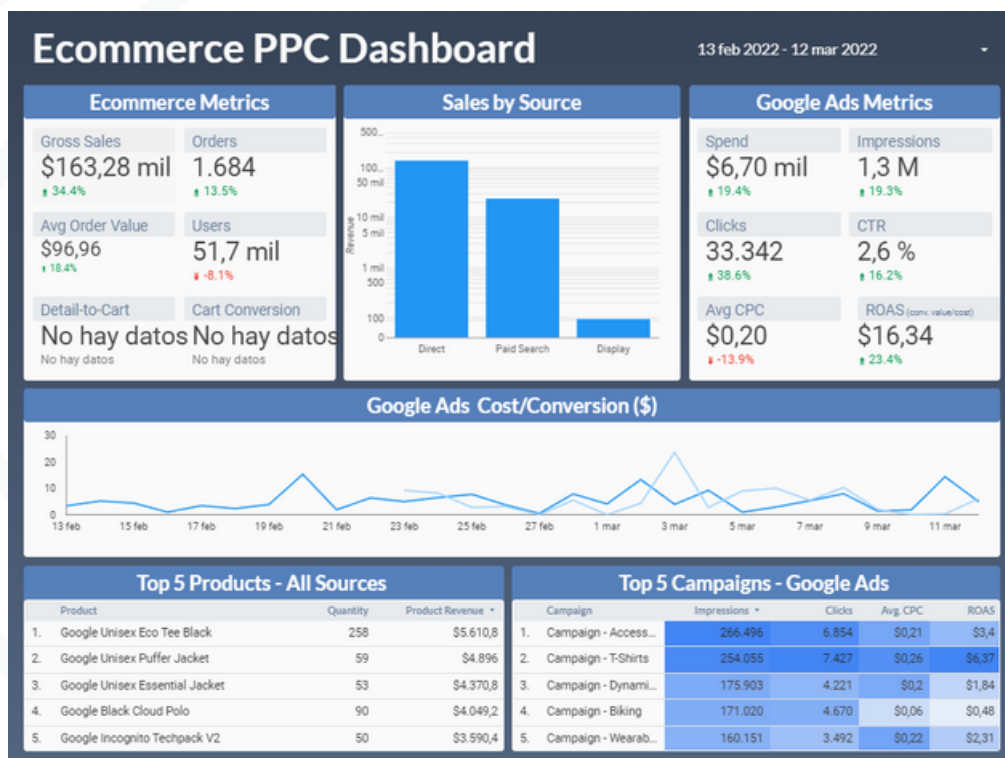 Ecommerce PPC Dashboard
13 feb 2022 - 12 mar 2022
Ecommerce Metrics
Gross Sales Orders
$163,28 mil 1.684
34.4% 13.5%
Avg Order Value Users
$96,96 51,7 mil
18.4% -8.1%
Detail-to-Cart Cart Conversion
No hay datos No hay datos
No hay datos No hay datos
Sales by Source
500...
100...
50 mil
10 mil
5 mil
1 mil
500
100
0
Revenue
Direct Paid Search Display
Google Ads Metrics
Spend Impressions
$6,70 mil 1,3 M
19.4% 19.3%
Clicks CTR
33.342 2,6 %
38.6% 16.2%
Avg CPC ROAS (conv. value/cost)
$0,20 $16,34
-13.9% 23.4%
Google Ads Cost/Conversion ($)
30
20
10
0
13 feb 15 feb 17 feb 19 feb 21 feb 23 feb 25 feb 27 feb 1 mar 3 mar 5 mar 7 mar 9 mar 11 mar
Top 5 Products - All Sources
Product Quantity Product Revenue
1. Google Unisex Eco Tee Black 258 $5.610,8
2. Google Unisex Puffer Jacket 59 $4.896
3. Google Unisex Essential Jacket 53 $4.370,8
4. Google Black Cloud Polo 90 $4.049,2
5. Google Incognito Techpack V2 50 $3.590,4
Top 5 Campaigns - Google Ads
Campaign Impressions Clicks Avg. CPC ROAS
1. Campaign - Access... 266.496 6.854 $0,21 $3,4
2. Campaign - T-Shirts 254.055 7.427 $0,26 $6,37
3. Campaign - Dynami... 175.903 4.221 $0,2 $1,84
4. Campaign - Biking 171.020 4.670 $0,06 $0,48
5. Campaign - Wearab... 160.151 3.492 $0,22 $2,31